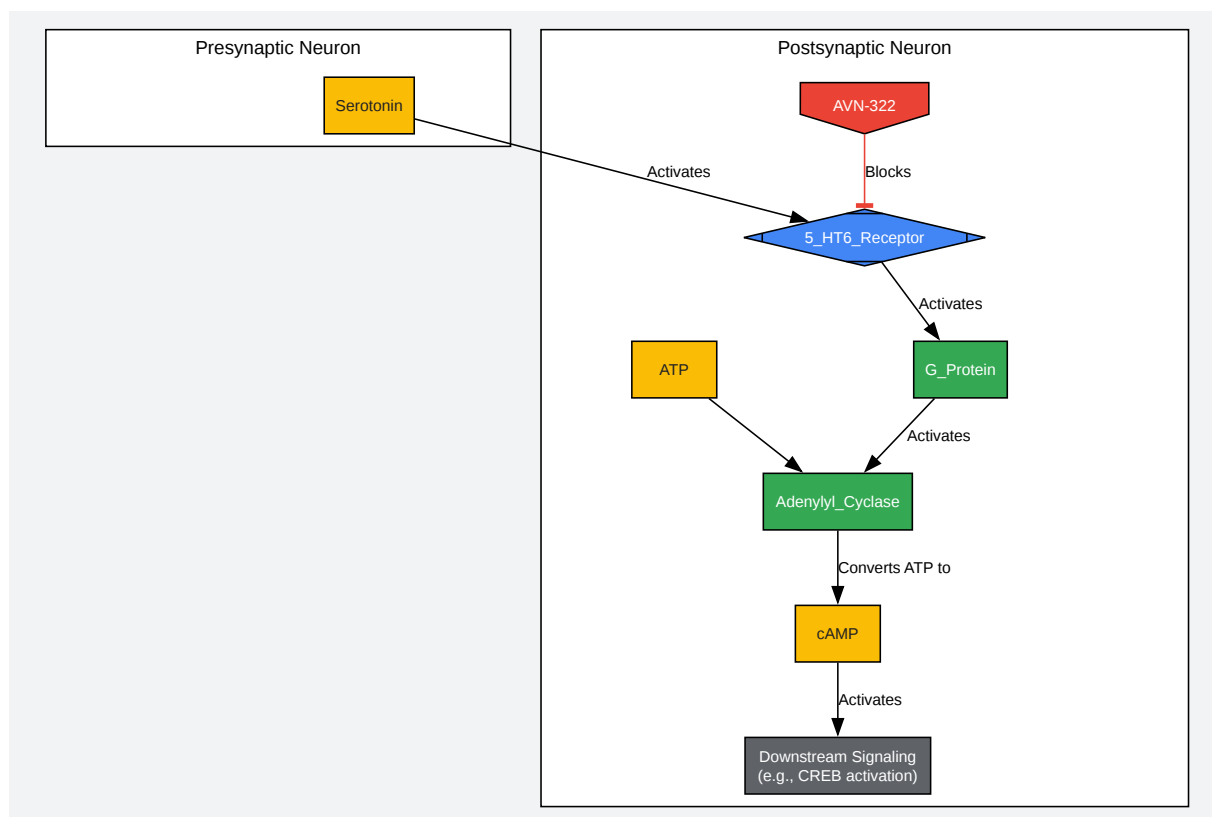 Presynaptic Neuron
Postsynaptic Neuron
Serotonin
AVN-322
Activates
Blocks
5_HT6_Receptor
Activates
ATP
G_Protein
Activates
Adenylyl_Cyclase
Converts ATP to
cAMP
Activates
Downstream Signaling
(e.g., CREB activation)